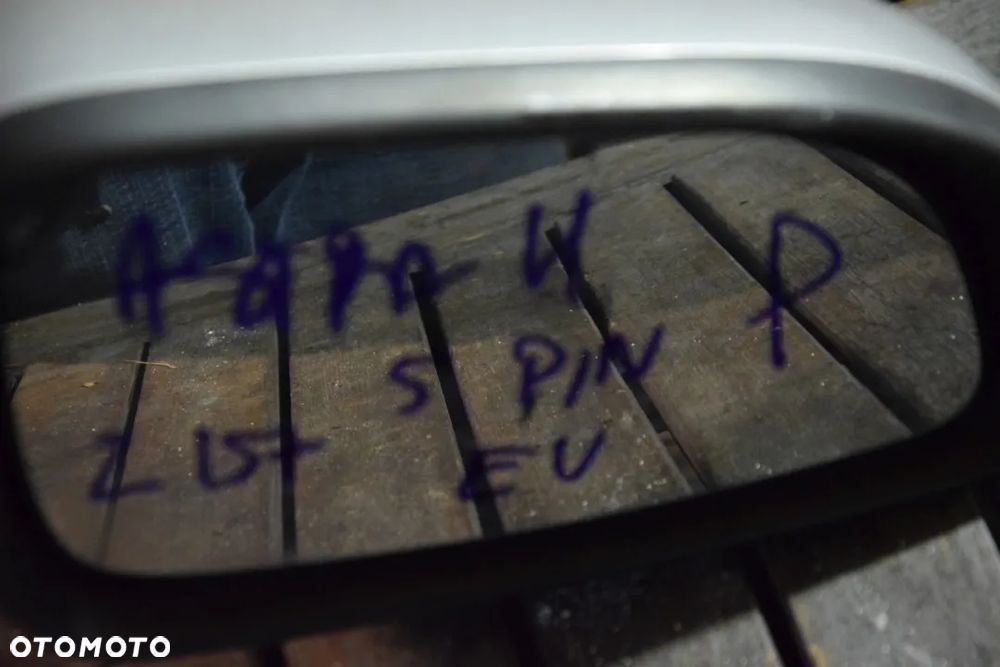 Astra H P
5 PIN
Z157 EU
OTOMOTO